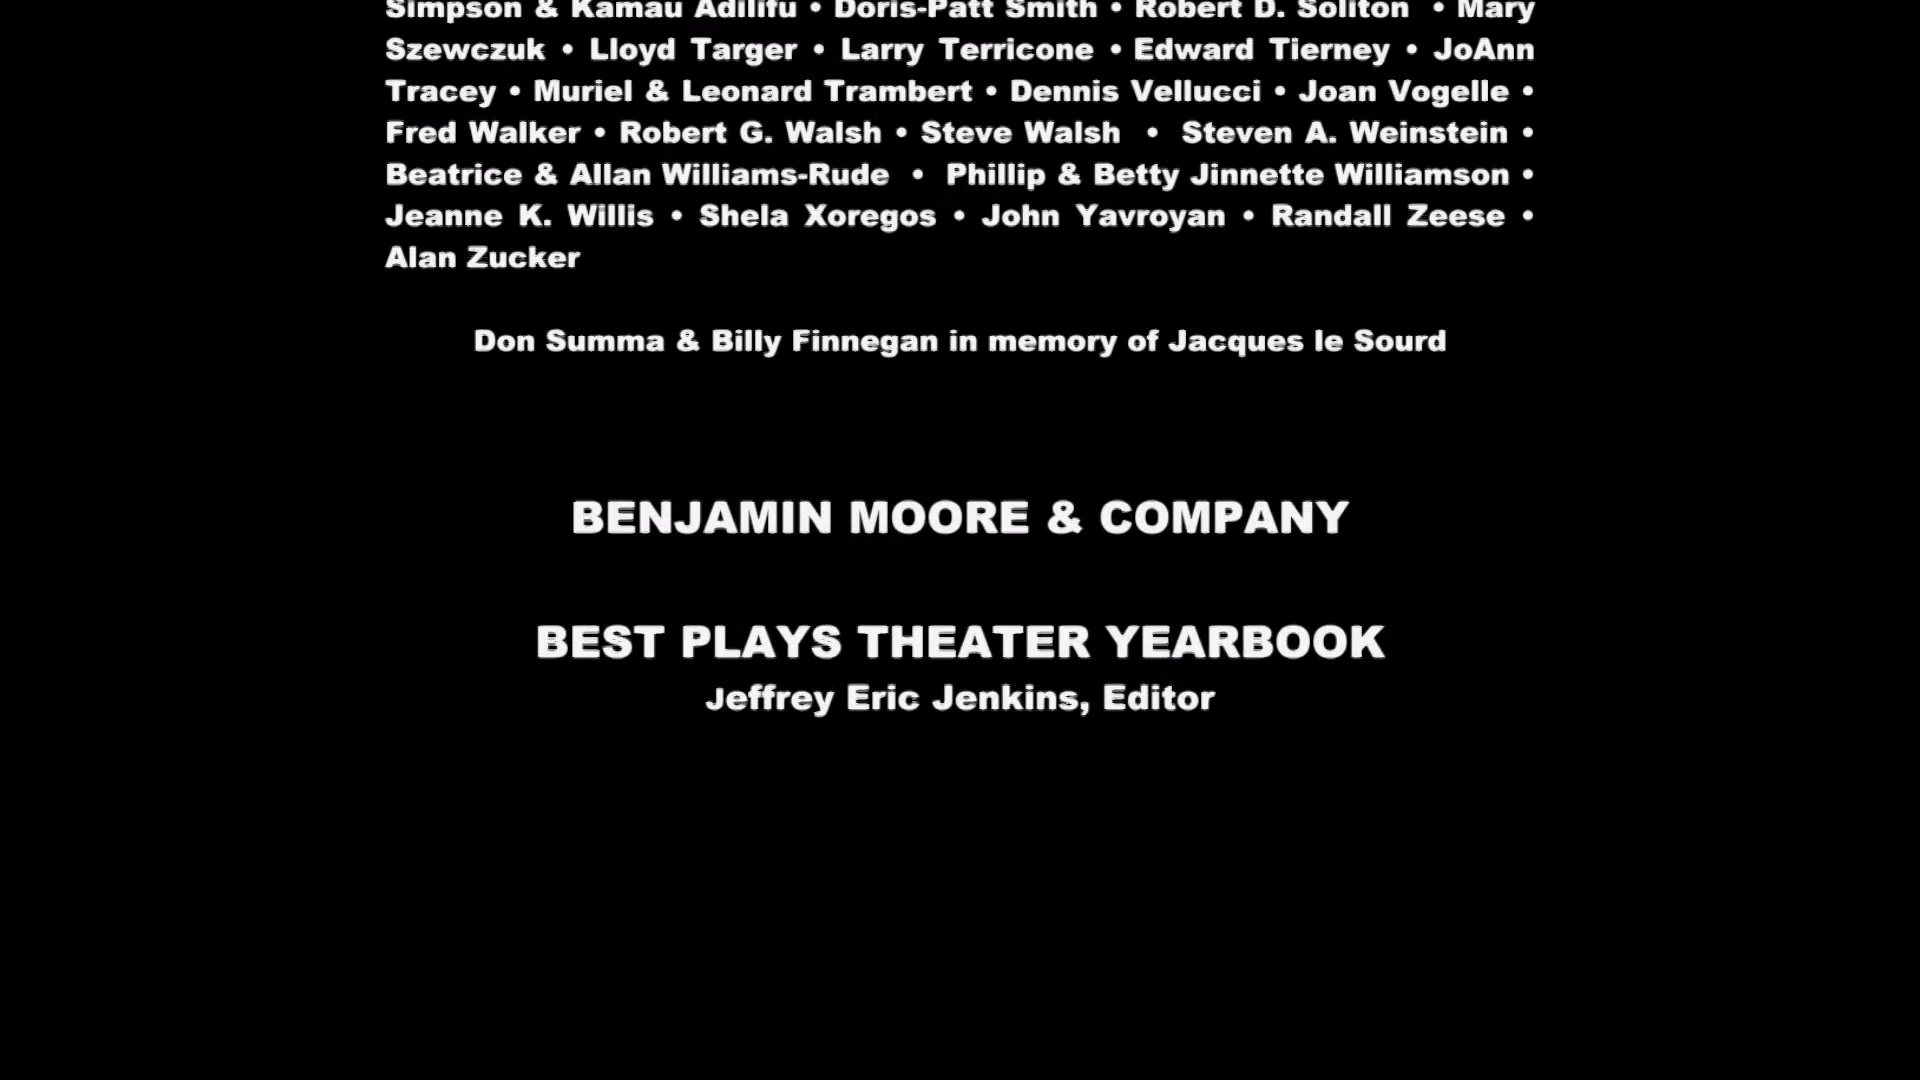 Simpson & Kamau Adilifu • Doris-Patt Smith • Robert D. Soliton • Mary
Szewczuk • Lloyd Targer • Larry Terricone • Edward Tierney • JoAnn
Tracey • Muriel & Leonard Trambert • Dennis Vellucci • Joan Vogelle •
Fred Walker • Robert G. Walsh • Steve Walsh • Steven A. Weinstein •
Beatrice & Allan Williams-Rude • Phillip & Betty Jinnette Williamson •
Jeanne K. Willis • Shela Xoregos • John Yavroyan • Randall Zeese •
Alan Zucker
Don Summa & Billy Finnegan in memory of Jacques le Sourd
BENJAMIN MOORE & COMPANY
BEST PLAYS THEATER YEARBOOK
Jeffrey Eric Jenkins, Editor